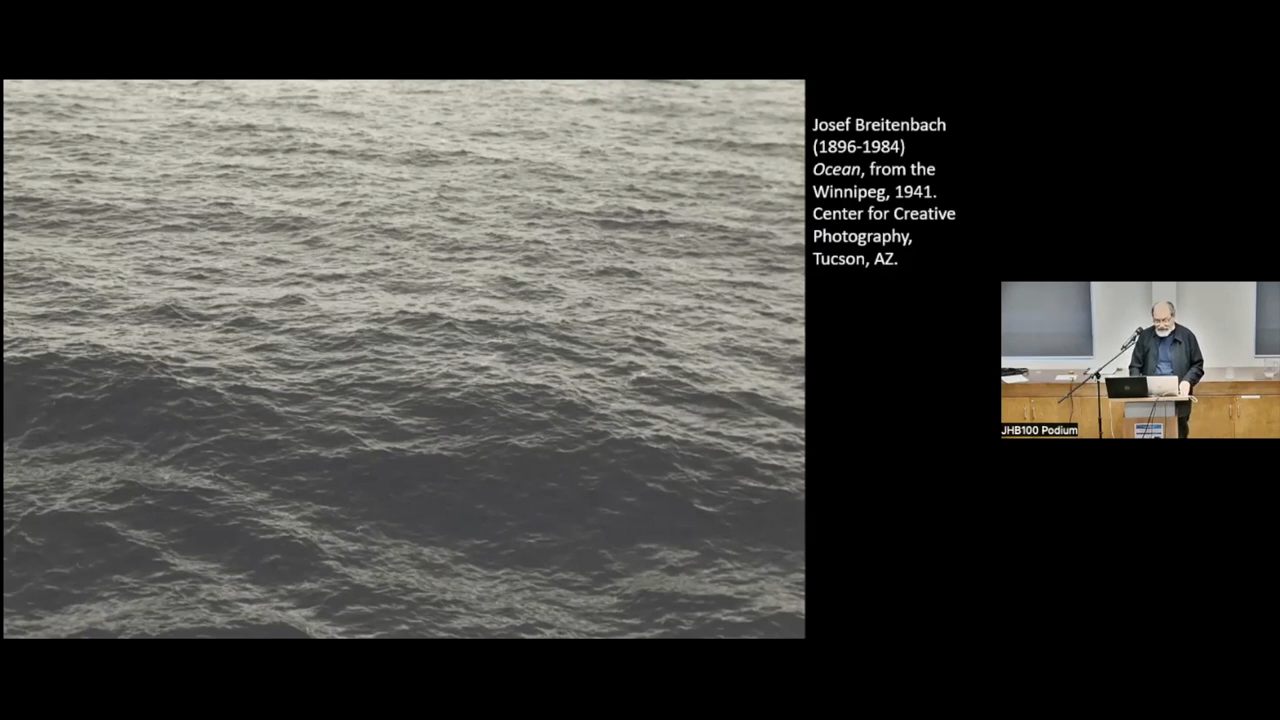 Josef Breitenbach
(1896-1984)
Ocean, from the
Winnipeg, 1941.
Center for Creative
Photography,
Tucson, AZ.
JHB100 Podium